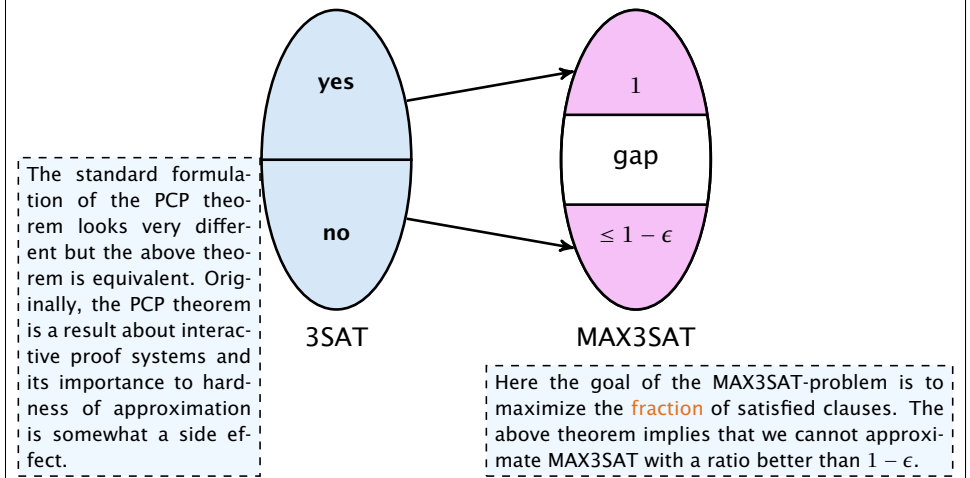 yes
1
gap
no
≤ 1 − ϵ
3SAT
MAX3SAT
The standard formula-
tion of the PCP theo-
rem looks very differ-
ent but the above theo-
rem is equivalent. Orig-
inally, the PCP theorem
is a result about interac-
tive proof systems and
its importance to hard-
ness of approximation
is somewhat a side ef-
fect.
Here the goal of the MAX3SAT-problem is to
maximize the fraction of satisfied clauses. The
above theorem implies that we cannot approxi-
mate MAX3SAT with a ratio better than 1 − ϵ.